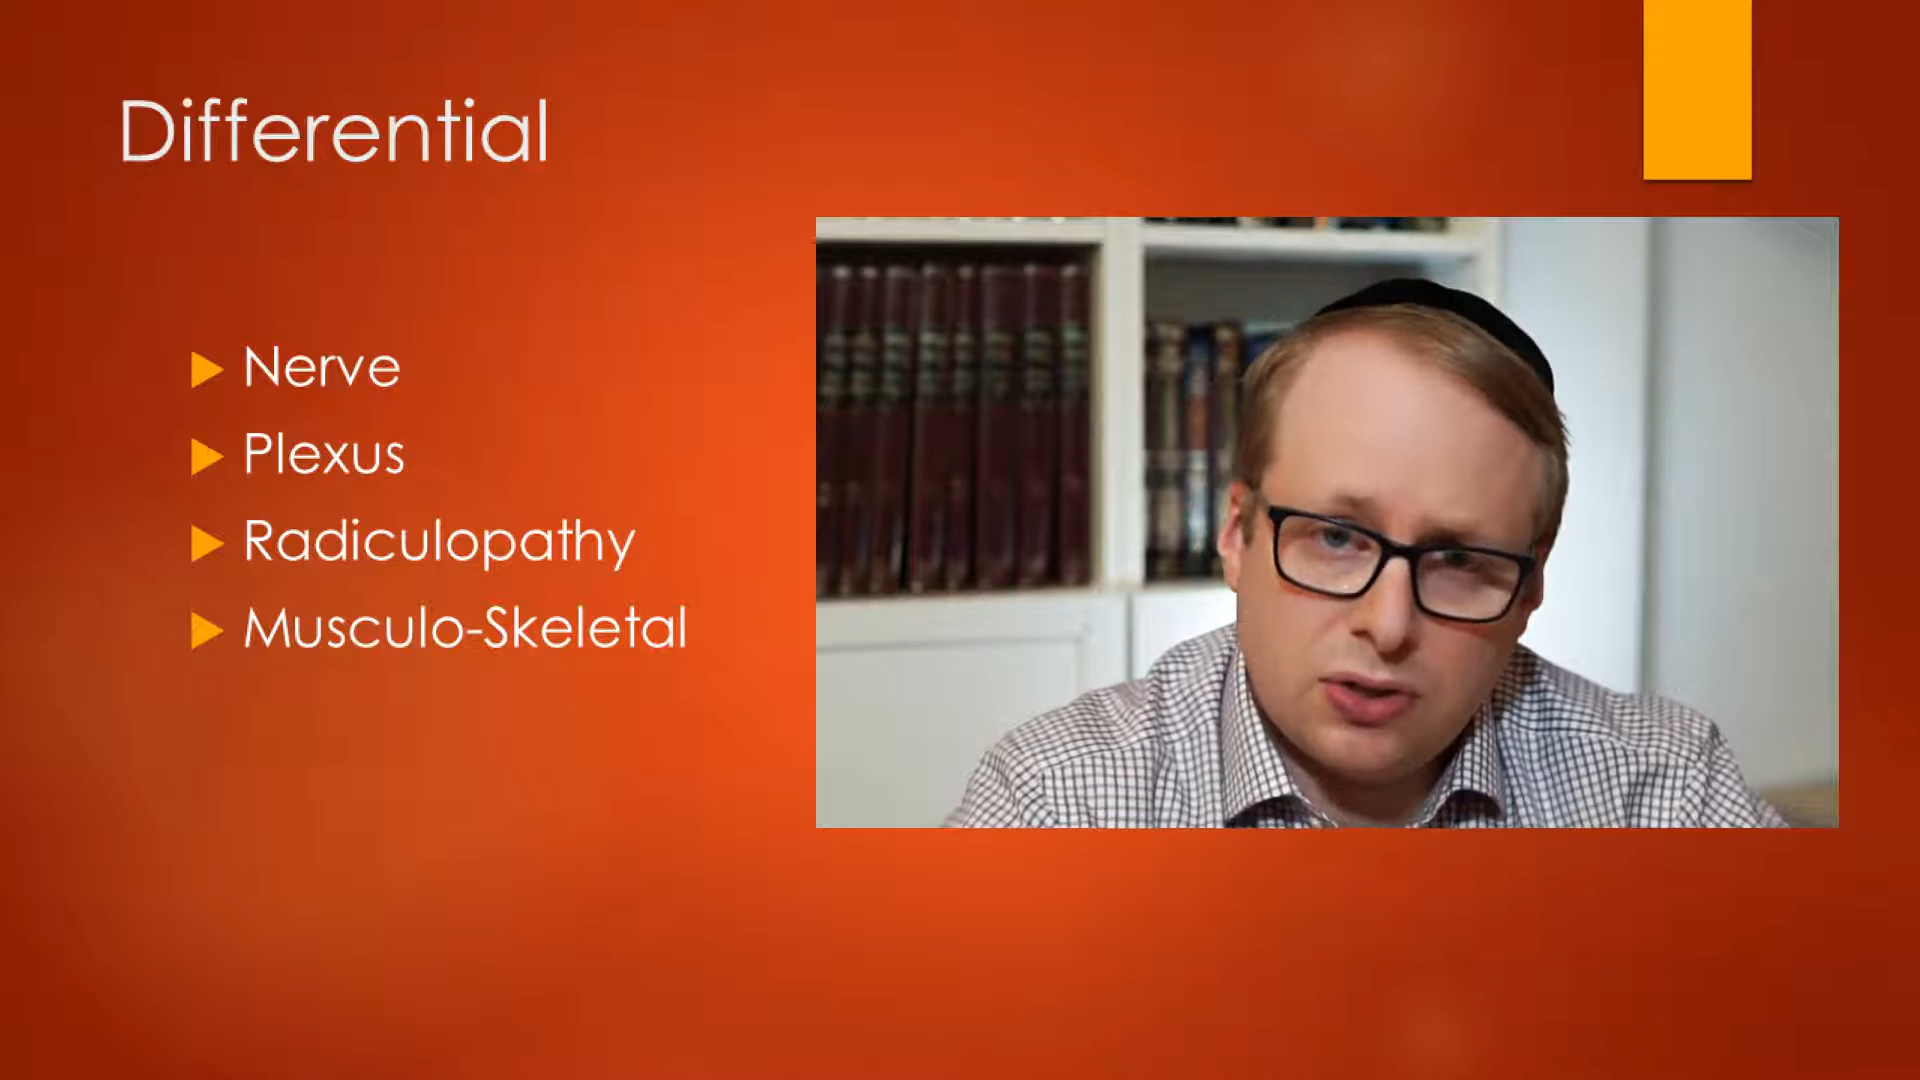 Differential
Nerve
Plexus
Radiculopathy
Musculo-Skeletal